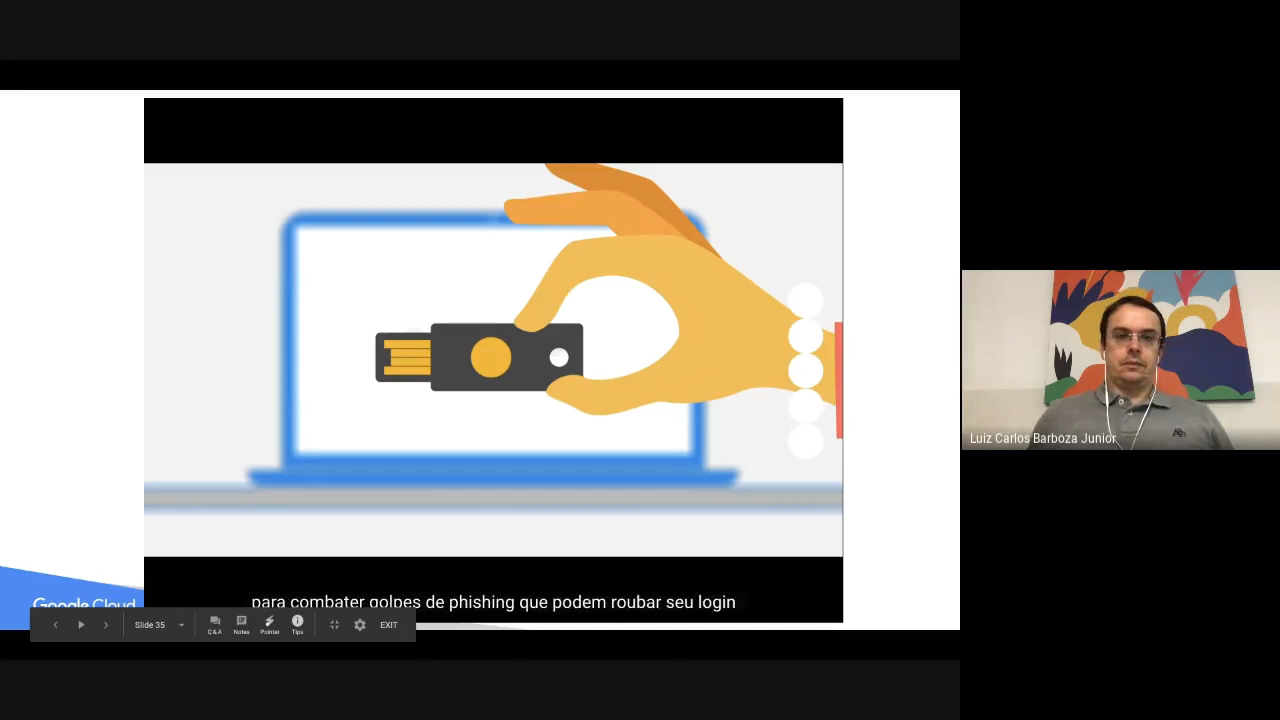 para combater golpes de phishing que podem roubar seu login
Google Cloud
Slide 35
Q & A
Notes
Pointer
Tips
EXIT
Luiz Carlos Barboza Junior